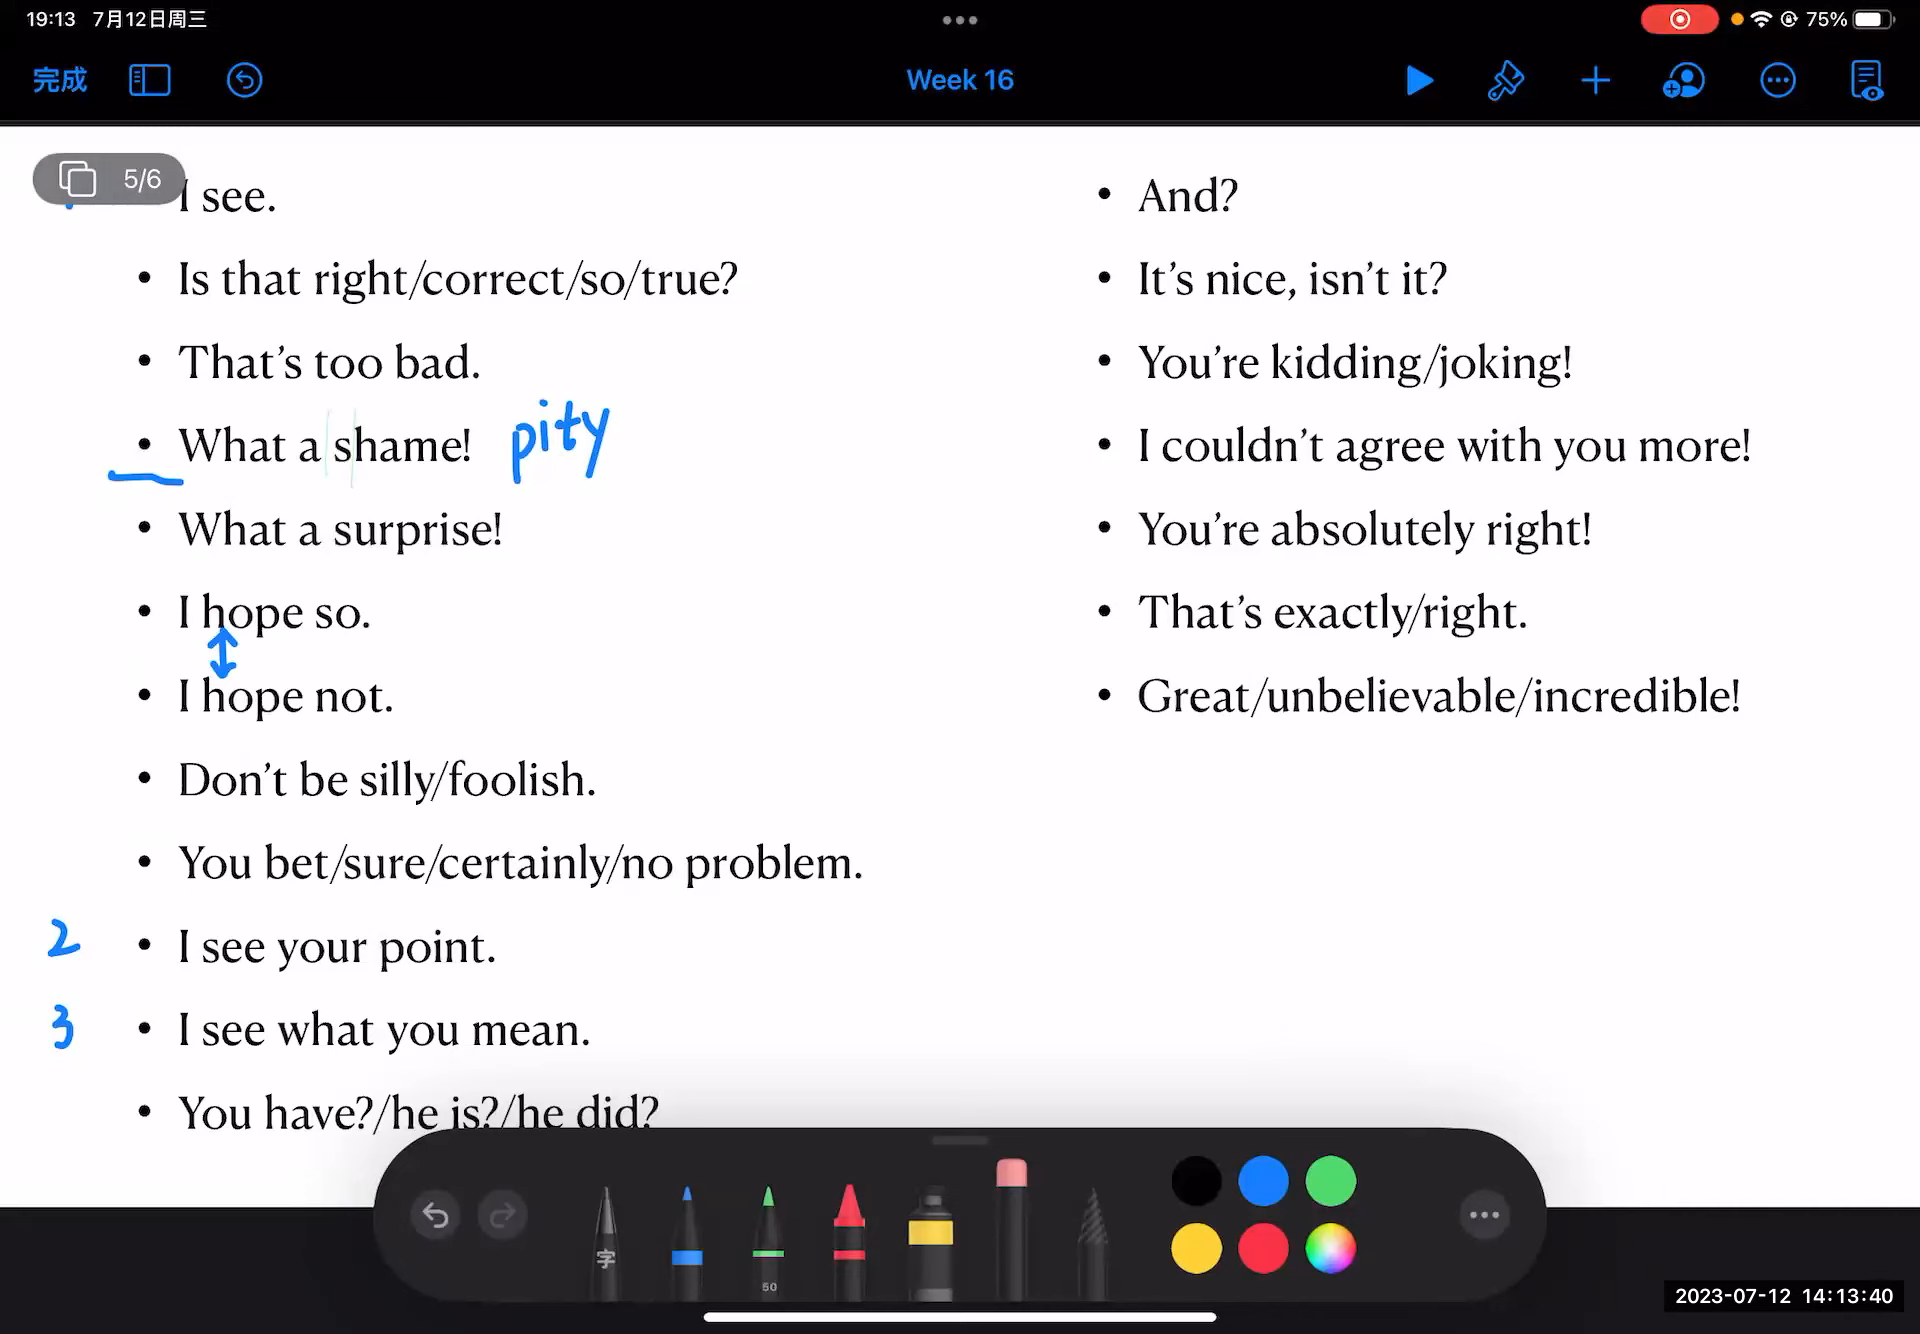 19:13 7月12日周三
75%
完成
Week 16
5/6
I see.
• Is that right/correct/so/true?
• That's too bad.
• What a shame! pity
• What a surprise!
• I hope so.
• I hope not.
• Don't be silly/foolish.
• You bet/sure/certainly/no problem.
2 • I see your point.
3 • I see what you mean.
• You have?/he is?/he did?
• And?
• It's nice, isn't it?
• You're kidding/joking!
• I couldn't agree with you more!
• You're absolutely right!
• That's exactly/right.
• Great/unbelievable/incredible!
字
50
2023-07-12 14:13:40